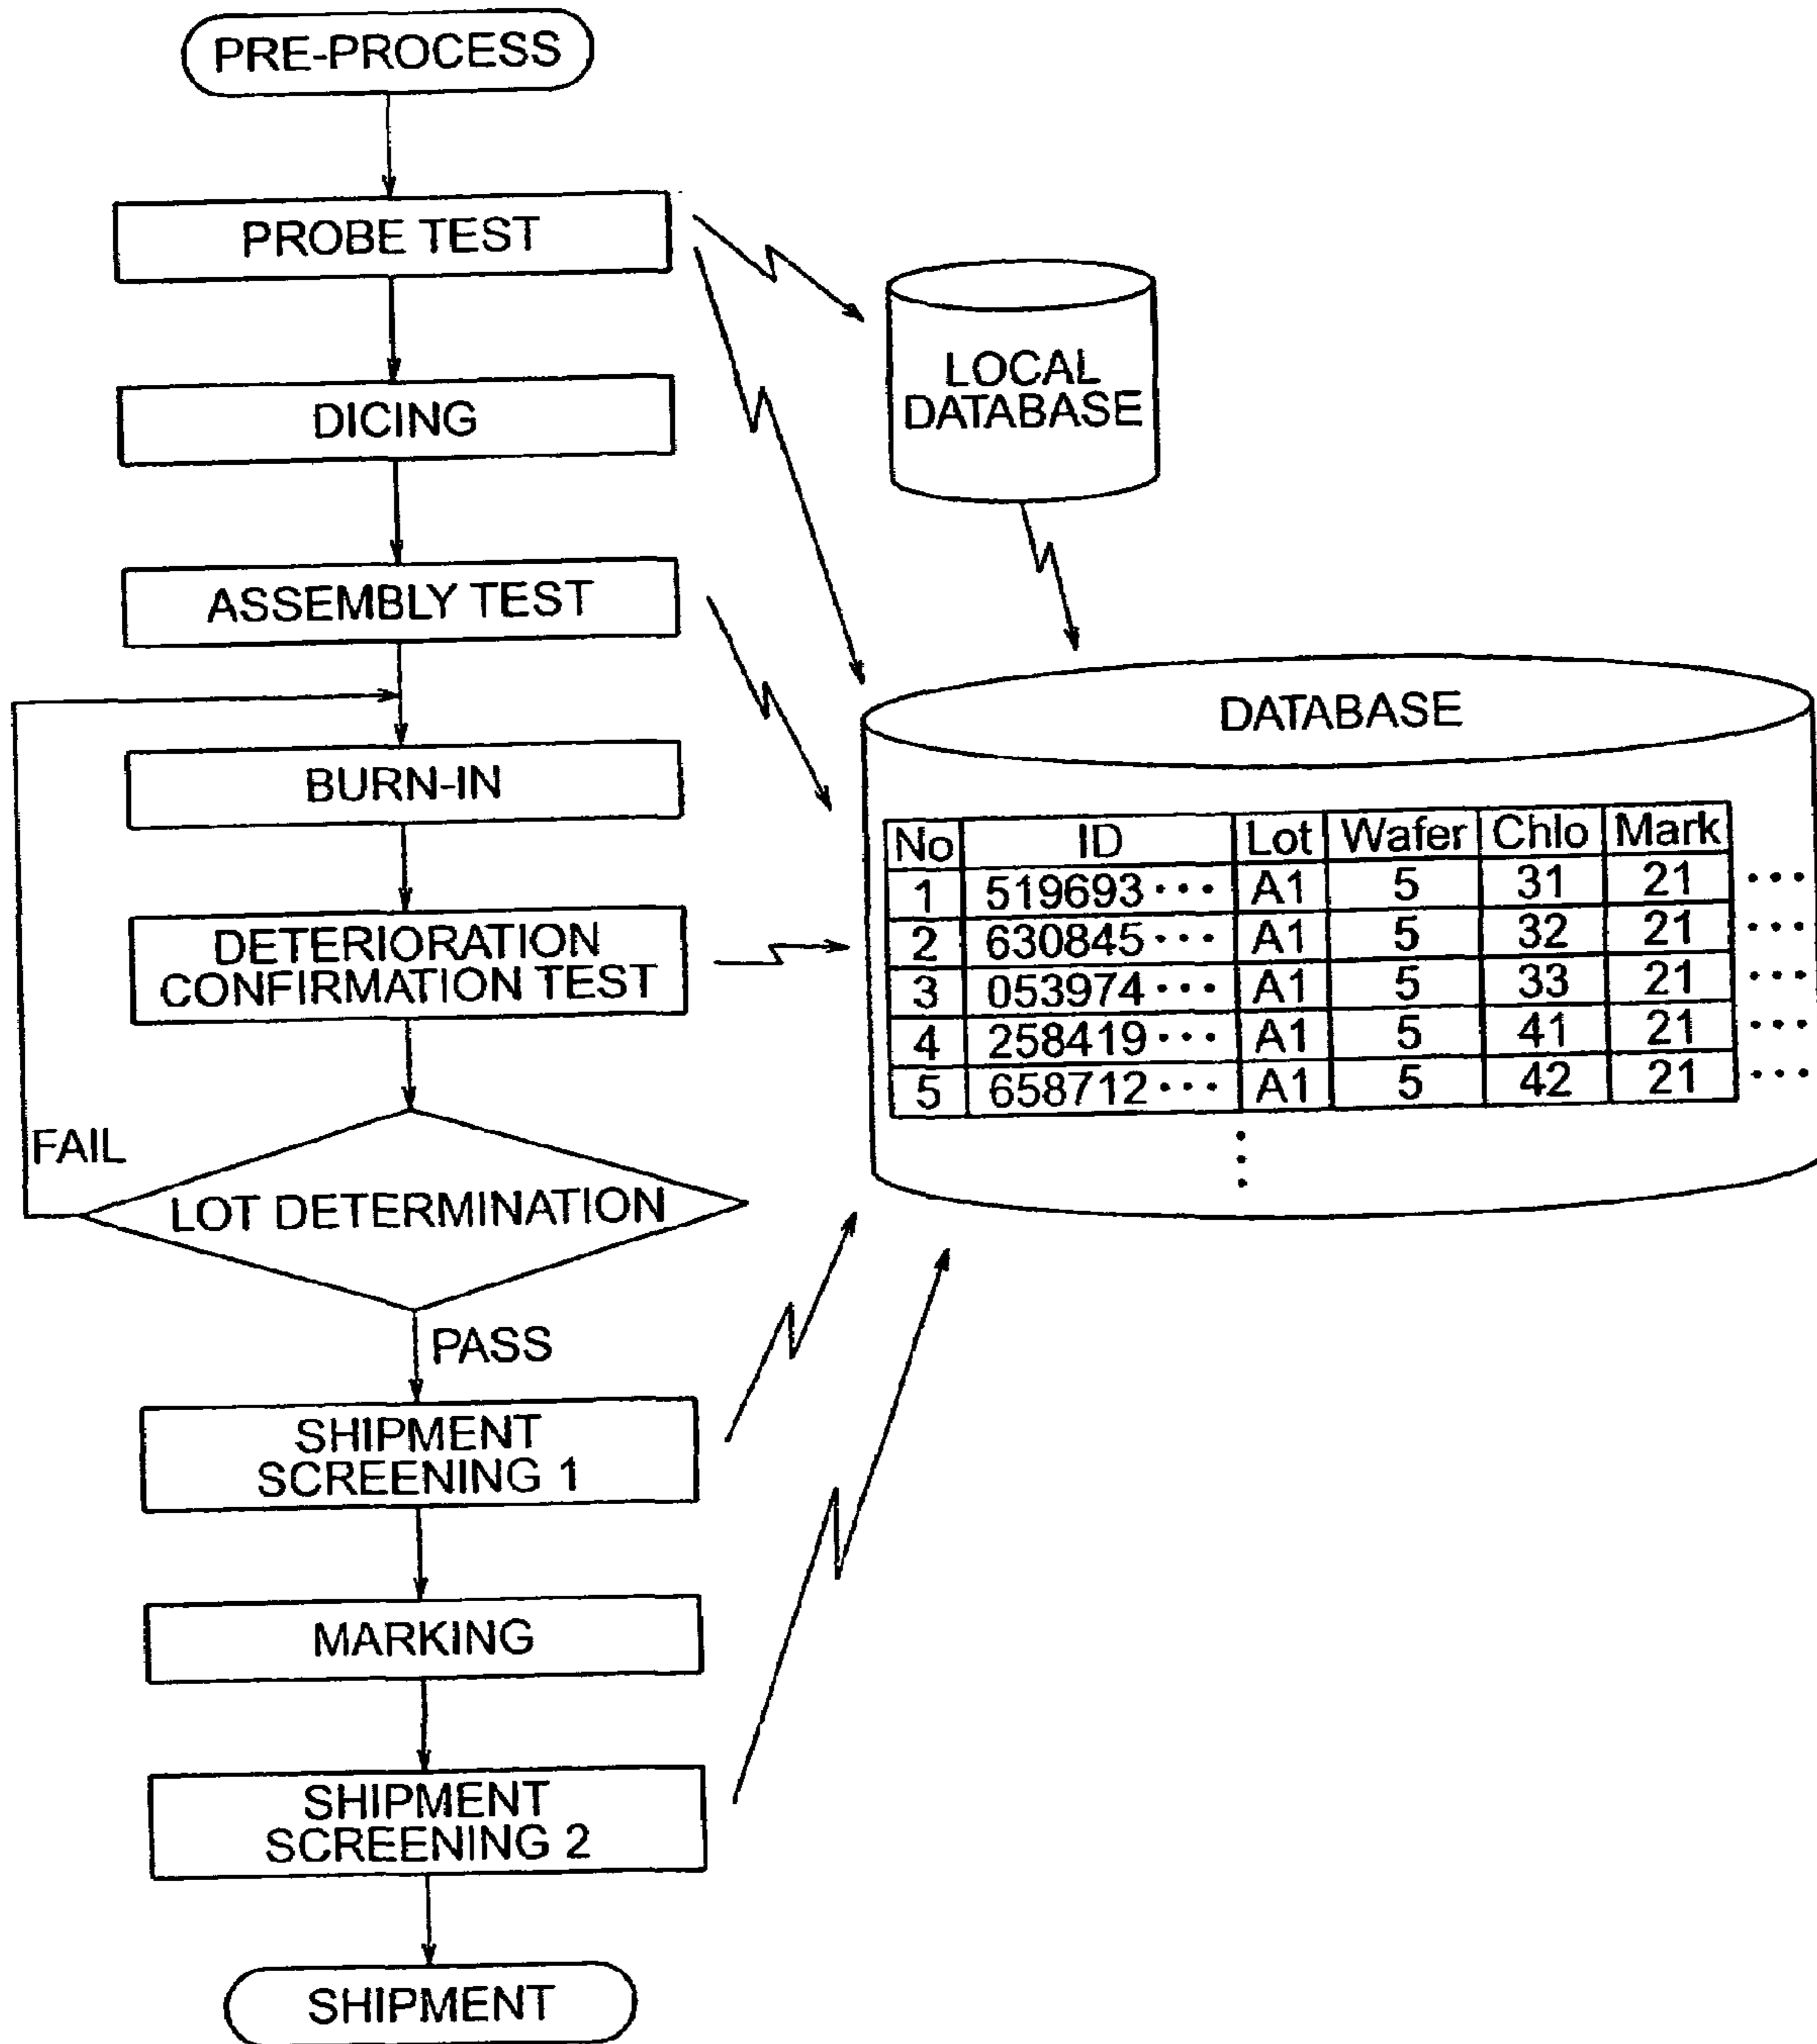 PRE-PROCESS
PROBE TEST
DICING
ASSEMBLY TEST
BURN-IN
DETERIORATION
CONFIRMATION TEST
FAIL
LOT DETERMINATION
PASS
SHIPMENT
SCREENING 1
MARKING
SHIPMENT
SCREENING 2
SHIPMENT
LOCAL
DATABASE
DATABASE
No ID Lot Wafer Chlo Mark
1 519693··· A1 5 31 21 ···
2 630845··· A1 5 32 21 ···
3 053974··· A1 5 33 21 ···
4 258419··· A1 5 41 21 ···
5 658712··· A1 5 42 21 ···